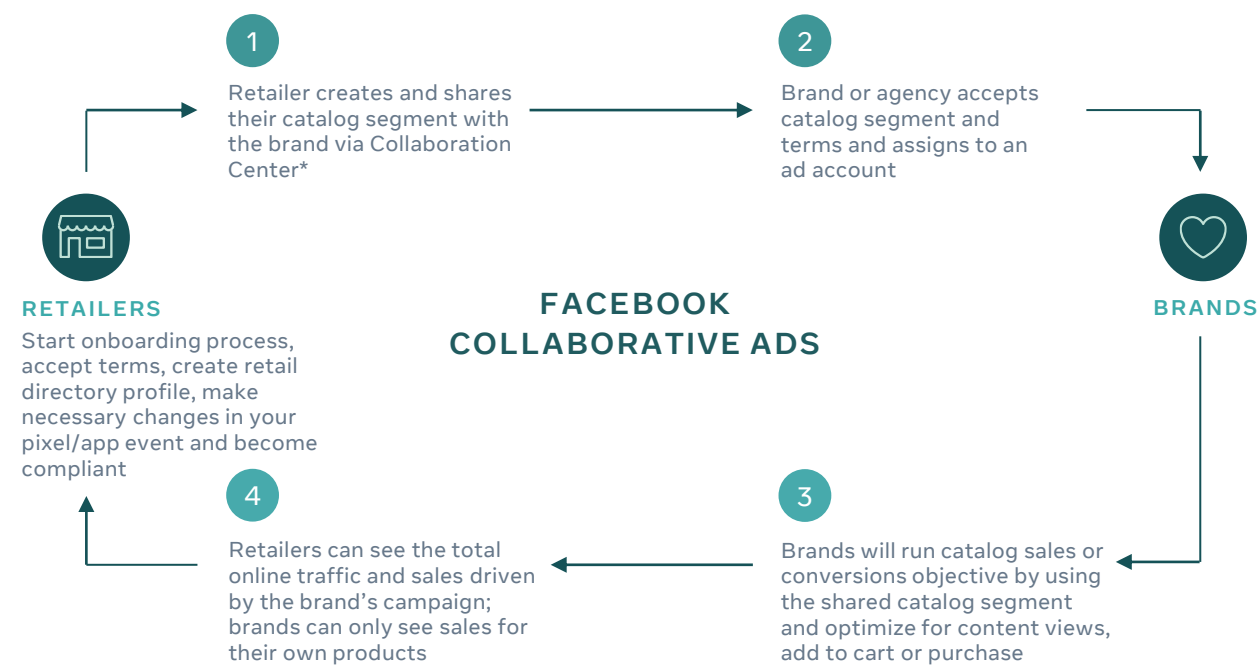 1
Retailer creates and shares
their catalog segment with
the brand via Collaboration
Center*
2
Brand or agency accepts
catalog segment and
terms and assigns to an
ad account
RETAILERS
Start onboarding process,
accept terms, create retail
directory profile, make
necessary changes in your
pixel/app event and become
compliant
FACEBOOK
COLLABORATIVE ADS
BRANDS
3
Brands will run catalog sales or
conversions objective by using
the shared catalog segment
and optimize for content views,
add to cart or purchase
4
Retailers can see the total
online traffic and sales driven
by the brand’s campaign;
brands can only see sales for
their own products